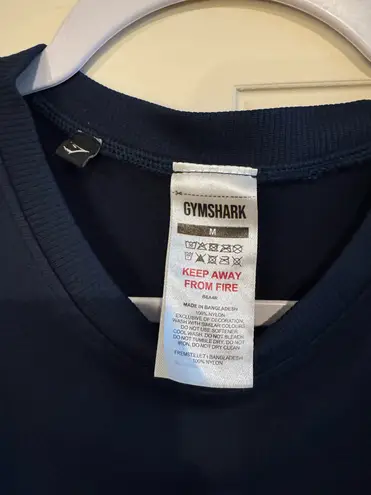 GYMSHARK
M
KEEP AWAY
FROM FIRE
MADE IN BANGLADESH
100% NYLON
EXCLUSIVE OF DECORATION
WASH WITH SIMILAR COLOURS
DO NOT USE SOFTENER
COOL WASH. DO NOT BLEACH
DO NOT TUMBLE DRY. DO NOT
IRON, DO NOT DRY CLEAN
FREMSTILLET I BANGLADESH
100% NYLON